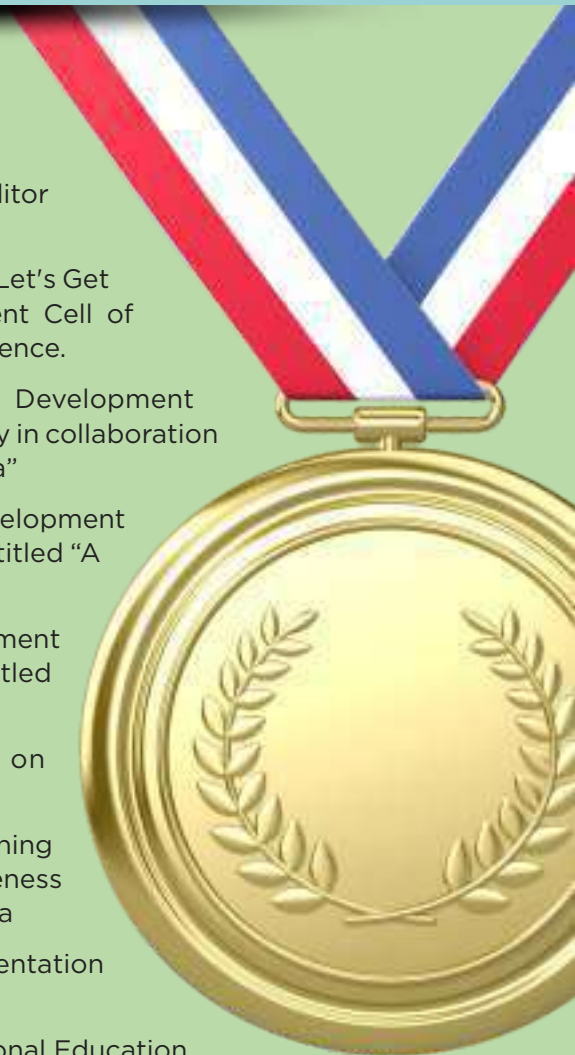 litor
Let's Get
ent Cell of
ence.
Development
y in collaboration
a”
elopment
titled “A
ment
tled
on
ning
eness
a
entation
onal Education